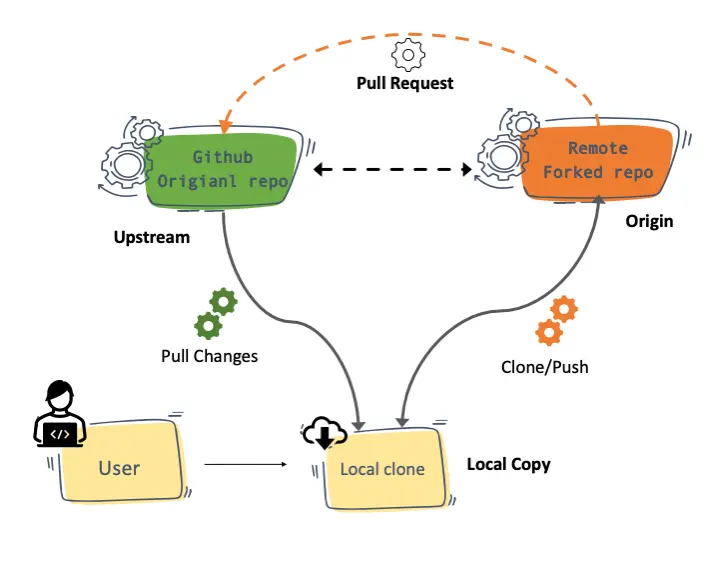 Pull Request
Github
Origianl repo
Remote
Forked repo
Upstream
Origin
Pull Changes
Clone/Push
</>
User
Local clone
Local Copy